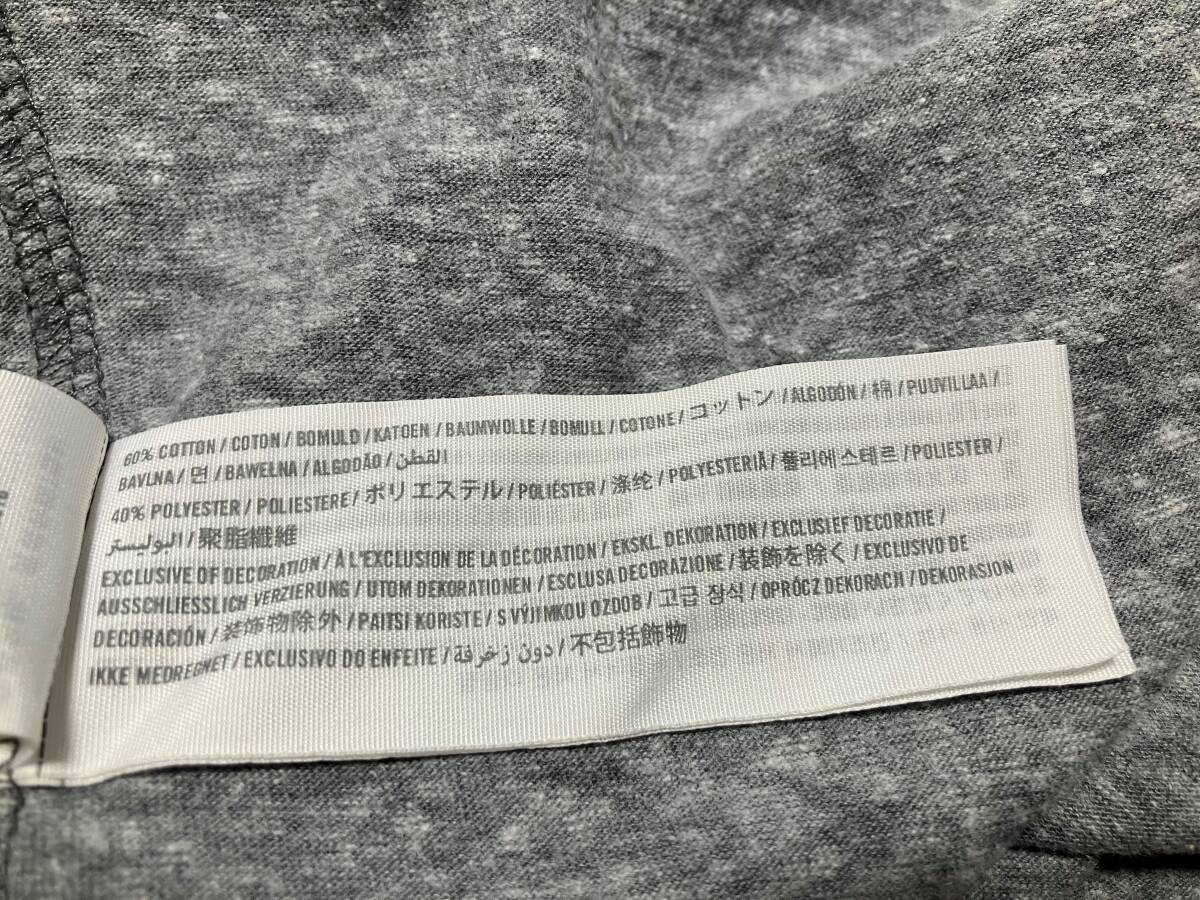 60% COTTON / COTON / BOMULD / KATOEN / BAUMWOLLE / BOMULL / COTONE / コットン / ALGODÓN / 棉 / PUUVILLAA /
BAVLNA / 면 / BAWEŁNA / ALGODÃO / القطن
40% POLYESTER / POLIESTERE / ポリエステル / POLIÉSTER / 涤纶 / POLYESTERIÄ / 폴리에스테르 / POLIESTER /
البوليستر / 聚脂纖維
EXCLUSIVE OF DECORATION / À L'EXCLUSION DE LA DÉCORATION / EKSKL. DEKORATION / EXCLUSIEF DECORATIE /
AUSSCHLIESSLICH VERZIERUNG / UTOM DEKORATIONEN / ESCLUSA DECORAZIONE / 装飾を除く / EXCLUSIVO DE
DECORACIÓN / 装饰物除外 / PAITSI KORISTE / S VÝJIMKOU OZDOB / 고급 장식 / OPRÓCZ DEKORACJI / DEKORASJON
IKKE MEDREGNET / EXCLUSIVO DO ENFEITE / دون زخرفة / 不包括飾物